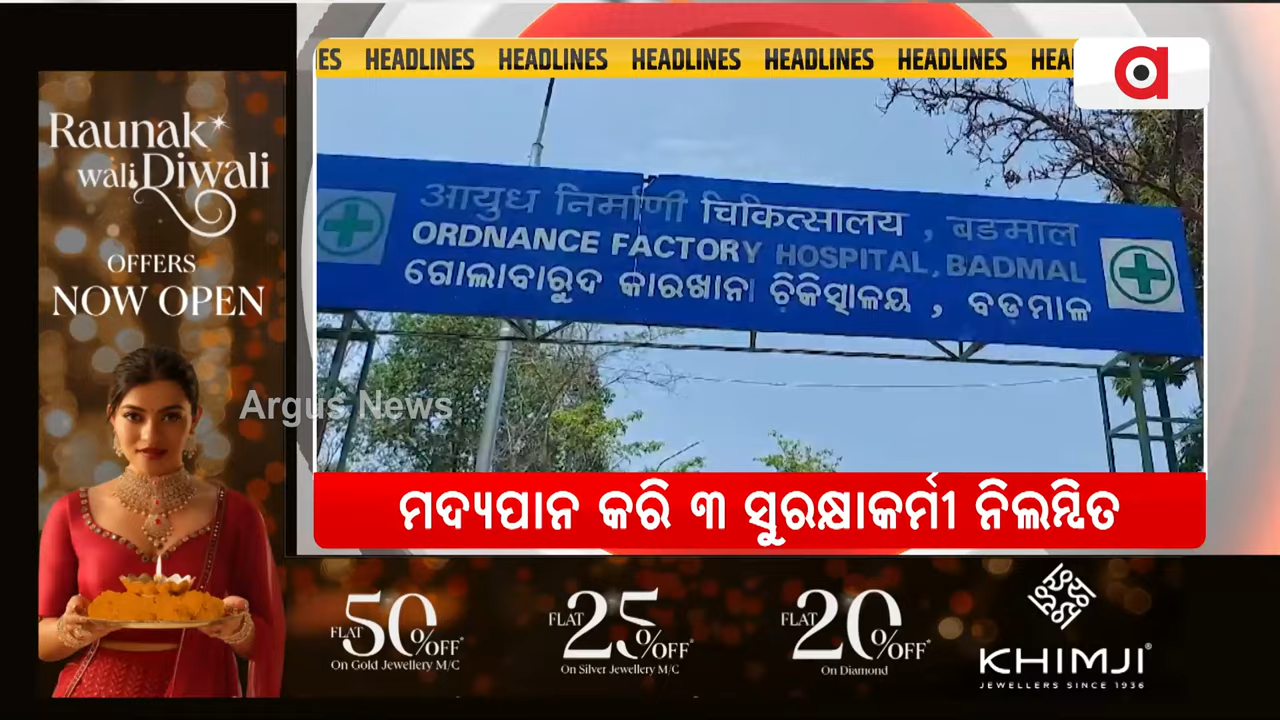 ES HEADLINES HEADLINES HEADLINES HEADLINES HEADLINES HEA
a
Raunak
wali Diwali
OFFERS
NOW OPEN
आयुध निर्माणी चिकित्सालय , बडमाल
ORDNANCE FACTORY HOSPITAL, BADMAL
ଗୋଲାବାରୁଦ କାରଖାନା ଚିକିତ୍ସାଳୟ , ବଡ଼ମାଳ
Argus News
ମଦ୍ୟପାନ କରି ୩ ସୁରକ୍ଷାକର୍ମୀ ନିଲମ୍ବିତ
FLAT 50% OFF*
On Gold Jewellery M/C
FLAT 25% OFF*
On Silver Jewellery M/C
FLAT 20% OFF*
On Diamond
KHIMJI®
JEWELLERS SINCE 1936